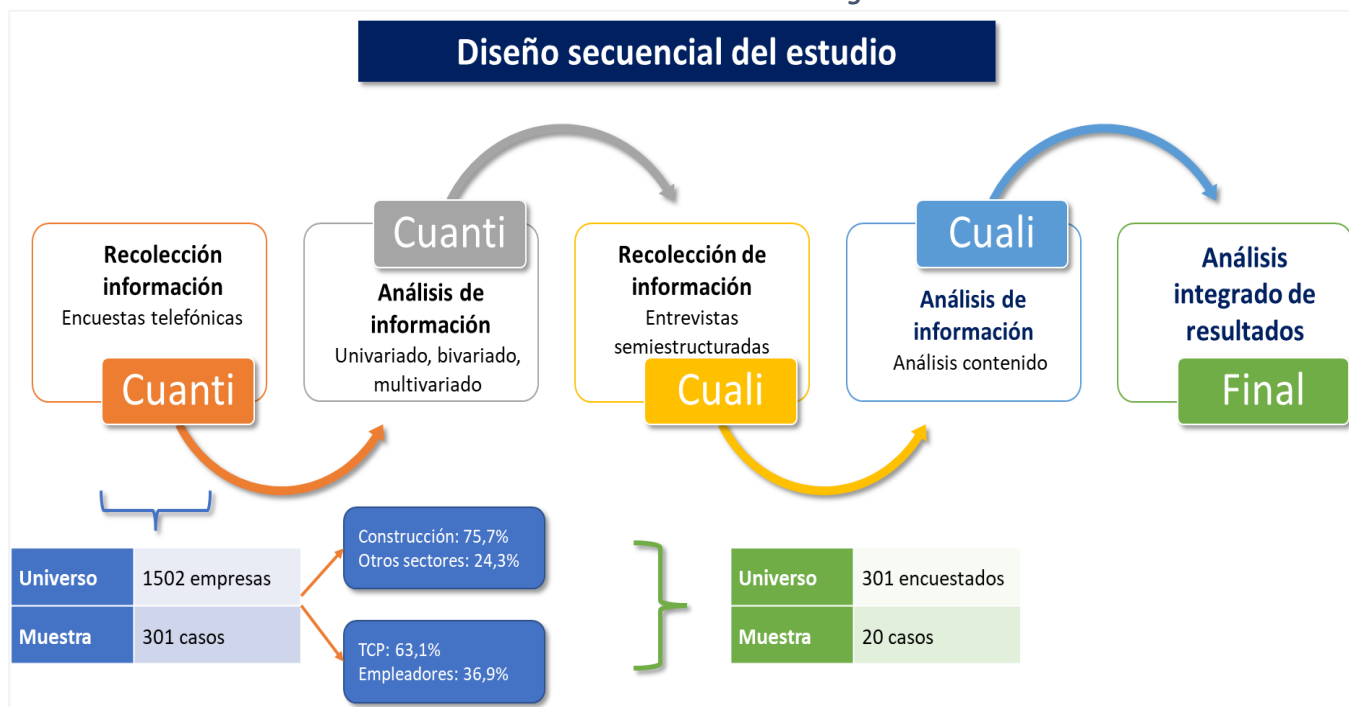 Diseño secuencial del estudio
Recolección
información
Encuestas telefónicas
Cuanti
Cuanti
Análisis de
información
Univariado, bivariado,
multivariado
Recolección de
información
Entrevistas
semiestructuradas
Cuali
Cuali
Análisis de
información
Análisis contenido
Análisis
integrado de
resultados
Final
Universo 1502 empresas
Muestra 301 casos
Construcción: 75,7%
Otros sectores: 24,3%
TCP: 63,1%
Empleadores: 36,9%
Universo 301 encuestados
Muestra 20 casos